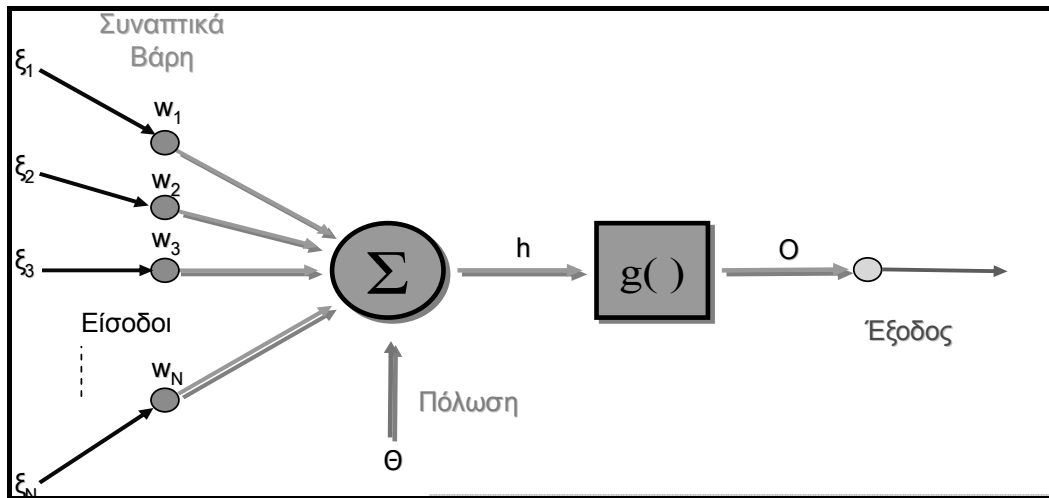 Συναπτικά
Βάρη
ξ1
w1
ξ2
w2
w3
ξ3
Σ
h
g( )
O
Είσοδοι
Έξοδος
wN
Πόλωση
Θ
ξN